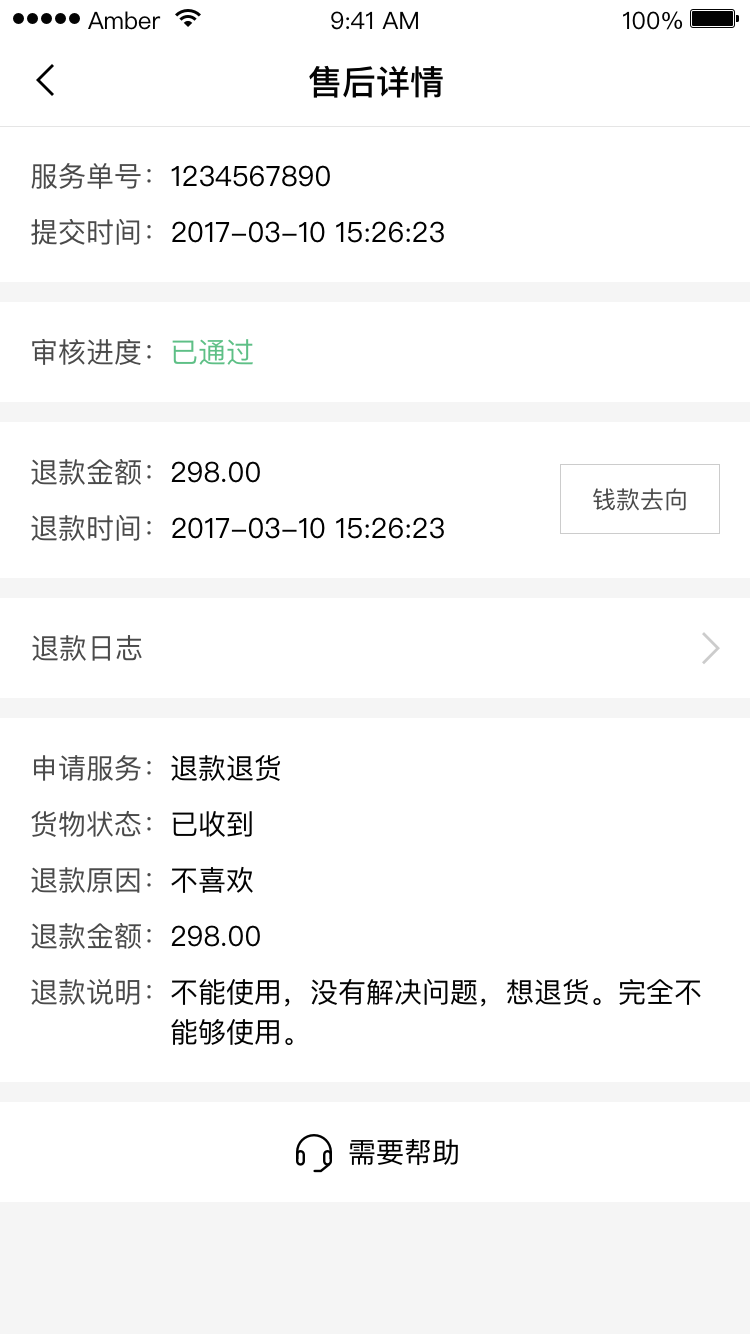 Amber 9:41 AM 100%
售后详情
服务单号：1234567890
提交时间：2017-03-10 15:26:23
审核进度：已通过
退款金额：298.00
退款时间：2017-03-10 15:26:23
钱款去向
退款日志
申请服务：退款退货
货物状态：已收到
退款原因：不喜欢
退款金额：298.00
退款说明：不能使用，没有解决问题，想退货。完全不
能够使用。
需要帮助